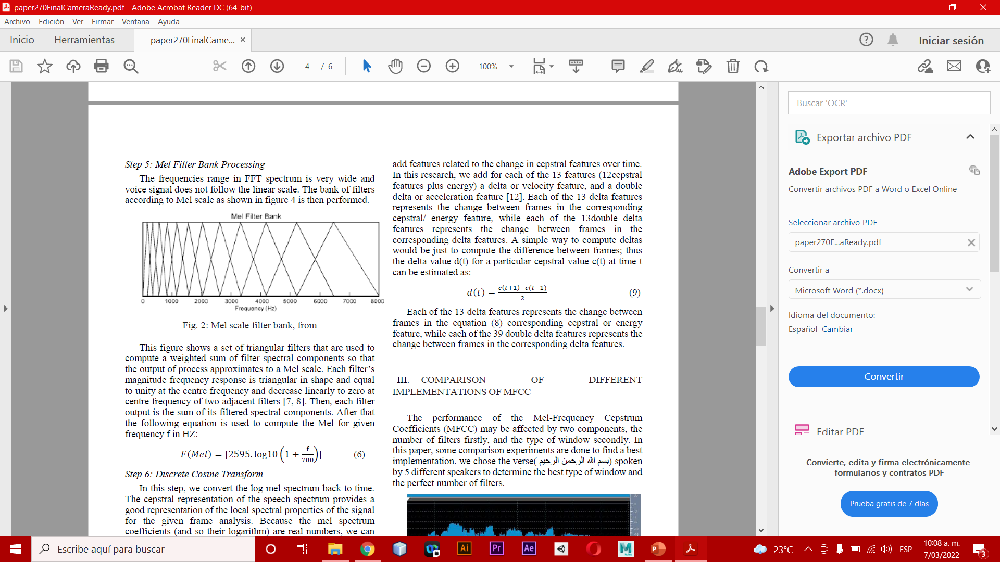 paper270FinalCameraReady.pdf - Adobe Acrobat Reader DC (64-bit)
Archivo Edición Ver Firmar Ventana Ayuda
Inicio Herramientas paper270FinalCame... Iniciar sesión
4 / 6 100%
Step 5: Mel Filter Bank Processing
The frequencies range in FFT spectrum is very wide and
voice signal does not follow the linear scale. The bank of filters
according to Mel scale as shown in figure 4 is then performed.
Mel Filter Bank
0 1000 2000 3000 4000 5000 6000 7000 8000
Frequency (Hz)
Fig. 2: Mel scale filter bank, from
This figure shows a set of triangular filters that are used to
compute a weighted sum of filter spectral components so that
the output of process approximates to a Mel scale. Each filter's
magnitude frequency response is triangular in shape and equal
to unity at the centre frequency and decrease linearly to zero at
centre frequency of two adjacent filters [7, 8]. Then, each filter
output is the sum of its filtered spectral components. After that
the following equation is used to compute the Mel for given
frequency f in HZ:
F(Mel) = [2595.log10 (1 + f/700)] (6)
Step 6: Discrete Cosine Transform
In this step, we convert the log mel spectrum back to time.
The cepstral representation of the speech spectrum provides a
good representation of the local spectral properties of the signal
for the given frame analysis. Because the mel spectrum
coefficients (and so their logarithm) are real numbers, we can
add features related to the change in cepstral features over time.
In this research, we add for each of the 13 features (12cepstral
features plus energy) a delta or velocity feature, and a double
delta or acceleration feature [12]. Each of the 13 delta features
represents the change between frames in the corresponding
cepstral/ energy feature, while each of the 13double delta
features represents the change between frames in the
corresponding delta features. A simple way to compute deltas
would be just to compute the difference between frames; thus
the delta value d(t) for a particular cepstral value c(t) at time t
can be estimated as:
d(t) = c(t+1)−c(t−1)/2 (9)
Each of the 13 delta features represents the change between
frames in the equation (8) corresponding cepstral or energy
feature, while each of the 39 double delta features represents the
change between frames in the corresponding delta features.
III. COMPARISON OF DIFFERENT
IMPLEMENTATIONS OF MFCC
The performance of the Mel-Frequency Cepstrum
Coefficients (MFCC) may be affected by two components, the
number of filters firstly, and the type of window secondly. In
this paper, some comparison experiments are done to find a best
implementation. we chose the verse( بسم الله الرحمن الرحيم) spoken
by 5 different speakers to determine the best type of window and
the perfect number of filters.
Buscar 'OCR'
Exportar archivo PDF
Adobe Export PDF
Convertir archivos PDF a Word o Excel Online
Seleccionar archivo PDF
paper270F...aReady.pdf
Convertir a
Microsoft Word (*.docx)
Idioma del documento:
Español Cambiar
Convertir
Editar PDF
Convierte, edita y firma electrónicamente
formularios y contratos PDF
Prueba gratis de 7 días
Escribe aquí para buscar
Ai Pr Ae
23°C
ESP
10:08 a. m.
7/03/2022
3